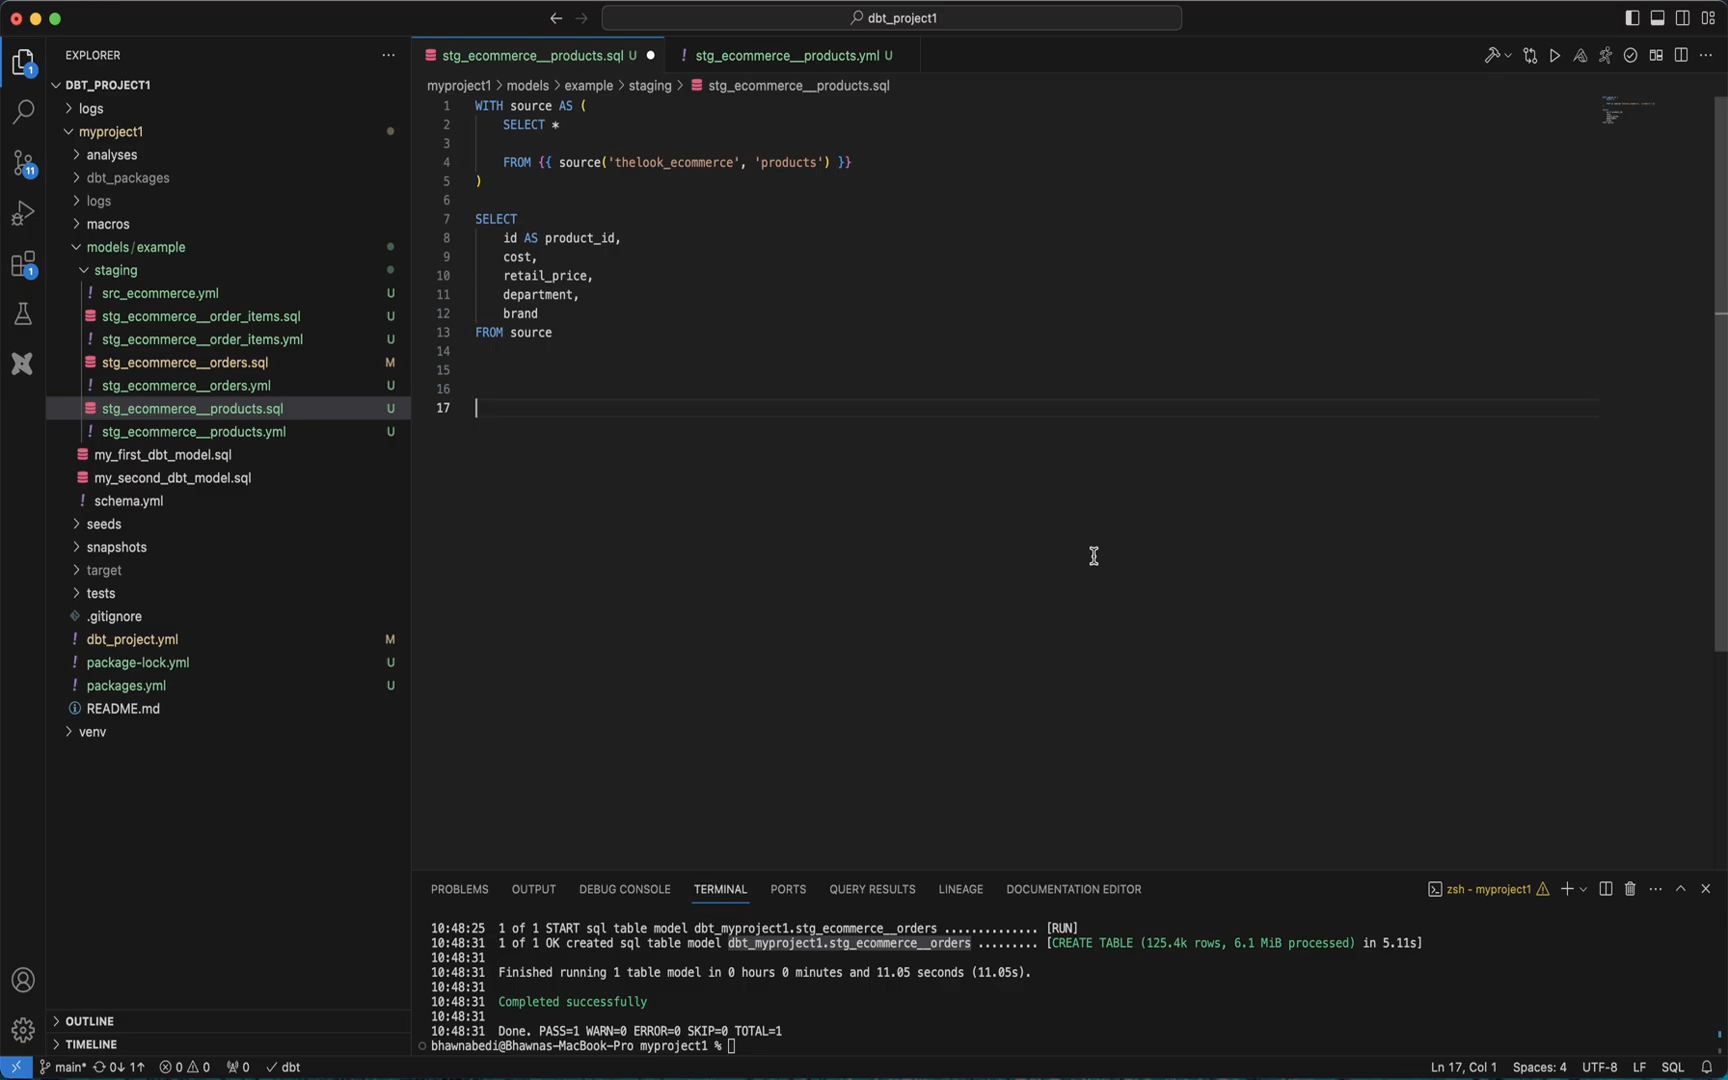 dbt_project1
EXPLORER
DBT_PROJECT1
logs
myproject1
analyses
dbt_packages
logs
macros
models / example
staging
src_ecommerce.yml U
stg_ecommerce__order_items.sql U
stg_ecommerce__order_items.yml U
stg_ecommerce__orders.sql M
stg_ecommerce__orders.yml U
stg_ecommerce__products.sql U
stg_ecommerce__products.yml U
my_first_dbt_model.sql
my_second_dbt_model.sql
schema.yml
seeds
snapshots
target
tests
.gitignore
dbt_project.yml M
package-lock.yml U
packages.yml U
README.md
venv
OUTLINE
TIMELINE
1
11
1
stg_ecommerce__products.sql U
stg_ecommerce__products.yml U
myproject1 > models > example > staging > stg_ecommerce__products.sql
1 WITH source AS (
2 SELECT *
3
4 FROM {{ source('thelook_ecommerce', 'products') }}
5 )
6
7 SELECT
8 id AS product_id,
9 cost,
10 retail_price,
11 department,
12 brand
13 FROM source
14
15
16
17
PROBLEMS OUTPUT DEBUG CONSOLE TERMINAL PORTS QUERY RESULTS LINEAGE DOCUMENTATION EDITOR
zsh - myproject1
10:48:25 1 of 1 START sql table model dbt_myproject1.stg_ecommerce__orders .............. [RUN]
10:48:31 1 of 1 OK created sql table model dbt_myproject1.stg_ecommerce__orders ......... [CREATE TABLE (125.4k rows, 6.1 MiB processed) in 5.11s]
10:48:31
10:48:31 Finished running 1 table model in 0 hours 0 minutes and 11.05 seconds (11.05s).
10:48:31
10:48:31 Completed successfully
10:48:31
10:48:31 Done. PASS=1 WARN=0 ERROR=0 SKIP=0 TOTAL=1
bhawnabedi@Bhawnas-MacBook-Pro myproject1 %
main* 0↓ 1↑ 0 0 0 dbt
Ln 17, Col 1 Spaces: 4 UTF-8 LF SQL